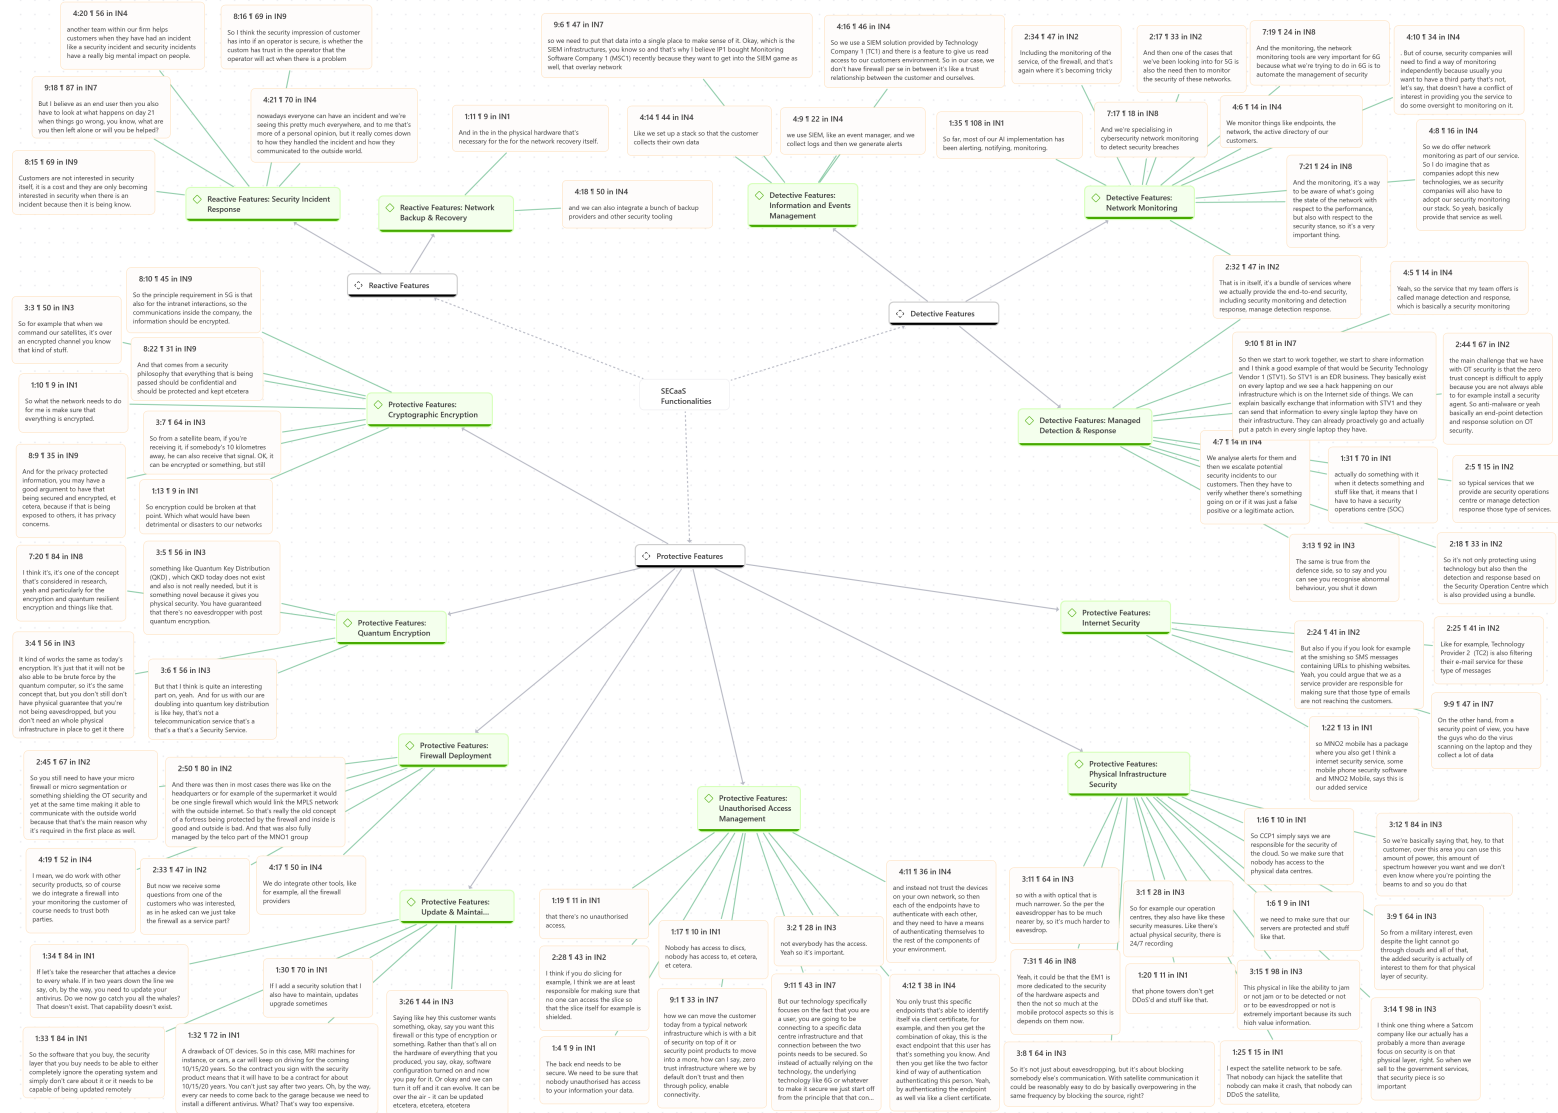 4:20 ¶ 56 in IN4
another team within our firm helps
customers when they have had an incident
like a security incident and security incidents
have a really big mental impact on people.
8:16 ¶ 69 in IN9
So I think the security impression of customer
has into if an operator is secure, is whether the
custom has trust in the operator that the
operator will act when there is a problem
9:18 ¶ 87 in IN7
But I believe as an end user then you also
have to look at what happens on day 21
when things go wrong, you know, what are
you then left alone or will you be helped?
4:21 ¶ 70 in IN4
nowadays everyone can have an incident and we're
seeing this pretty much everywhere, and to me that's
more of a personal opinion, but it really comes down
to how they handled the incident and how they
communicated to the outside world.
8:15 ¶ 69 in IN9
Customers are not interested in security
itself, it is a cost and they are only becoming
interested in security when there is an
incident because then it is being know.
Reactive Features: Security Incident
Response
1:11 ¶ 9 in IN1
And in the in the physical hardware that's
necessary for the for the network recovery itself.
4:18 ¶ 50 in IN4
and we can also integrate a bunch of backup
providers and other security tooling
Reactive Features: Network
Backup & Recovery
Reactive Features
9:6 ¶ 47 in IN7
so we need to put that data into a single place to make sense of it. Okay, which is the
SIEM infrastructures, you know so and that's why I believe IP1 bought Monitoring
Software Company 1 (MSC1) recently because they want to get into the SIEM game as
well, that overlay network
4:16 ¶ 46 in IN4
So we use a SIEM solution provided by Technology
Company 1 (TC1) and there is a feature to give us read
access to our customers environment. So in our case, we
don't have firewall per se in between it's like a trust
relationship between the customer and ourselves.
4:14 ¶ 44 in IN4
Like we set up a stack so that the customer
collects their own data
4:9 ¶ 22 in IN4
we use SIEM, like an event manager, and we
collect logs and then we generate alerts
Detective Features:
Information and Events
Management
2:34 ¶ 47 in IN2
Including the monitoring of the
service, of the firewall, and that's
again where it's becoming tricky
2:17 ¶ 33 in IN2
And then one of the cases that
we've been looking into for 5G is
also the need then to monitor
the security of these networks.
7:19 ¶ 24 in IN8
And the monitoring, the network
monitoring tools are very important for 6G
because what we're trying to do in 6G is to
automate the management of security
4:10 ¶ 34 in IN4
. But of course, security companies will
need to find a way of monitoring
independently because usually you
want to have a third party that's not,
let's say, that doesn't have a conflict of
interest in providing you the service to
do some oversight to monitoring on it.
1:35 ¶ 108 in IN1
So far, most of our AI implementation has
been alerting, notifying, monitoring.
7:17 ¶ 18 in IN8
And we're specialising in
cybersecurity network monitoring
to detect security breaches
4:6 ¶ 14 in IN4
We monitor things like endpoints, the
network, the active directory of our
customers.
4:8 ¶ 16 in IN4
So we do offer network
monitoring as part of our service.
So I do imagine that as
companies adopt this new
technologies, we as security
companies will also have to
adopt our security monitoring
our stack. So yeah, basically
provide that service as well.
7:21 ¶ 24 in IN8
And the monitoring, it's a way
to be aware of what's going
the state of the network with
respect to the performance,
but also with respect to the
security stance, so it's a very
important thing.
Detective Features:
Network Monitoring
Detective Features
2:32 ¶ 47 in IN2
That is in itself, it's a bundle of services where
we actually provide the end-to-end security,
including security monitoring and detection
response, manage detection response.
4:5 ¶ 14 in IN4
Yeah, so the service that my team offers is
called manage detection and response,
which is basically a security monitoring
9:10 ¶ 81 in IN7
So then we start to work together, we start to share information
and I think a good example of that would be Security Technology
Vendor 1 (STV1). So STV1 is an EDR business. They basically exist
on every laptop and we see a hack happening on our
infrastructure which is on the Internet side of things. We can
explain basically exchange that information with STV1 and they
can send that information to every single laptop they have on
their infrastructure. They can already proactively go and actually
put a patch in every single laptop they have.
2:44 ¶ 67 in IN2
the main challenge that we have
with OT security is that the zero
trust concept is difficult to apply
because you are not always able
to for example install a security
agent. So anti-malware or yeah
basically an end-point detection
and response solution on OT
security.
Detective Features: Managed
Detection & Response
4:7 ¶ 14 in IN4
We analyse alerts for them and
then we escalate potential
security incidents to our
customers. Then they have to
verify whether there's something
going on or if it was just a false
positive or a legitimate action.
1:31 ¶ 70 in IN1
actually do something with it
when it detects something and
stuff like that, it means that I
have to have a security
operations centre (SOC)
2:5 ¶ 15 in IN2
so typical services that we
provide are security operations
centre or manage detection
response those type of services.
3:13 ¶ 92 in IN3
The same is true from the
defence side, so to say and you
can see you recognise abnormal
behaviour, you shut it down
2:18 ¶ 33 in IN2
So it's not only protecting using
technology but also then the
detection and response based on
the Security Operation Centre which
is also provided using a bundle.
SECaaS
Functionalities
8:10 ¶ 45 in IN9
So the principle requirement in 5G is that
also for the intranet interactions, so the
communications inside the company, the
information should be encrypted.
3:3 ¶ 50 in IN3
So for example that when we
command our satellites, it's over
an encrypted channel you know
that kind of stuff.
8:22 ¶ 31 in IN9
And that comes from a security
philosophy that everything that is being
passed should be confidential and
should be protected and kept etcetera
1:10 ¶ 9 in IN1
So what the network needs to do
for me is make sure that
everything is encrypted.
3:7 ¶ 64 in IN3
So from a satellite beam, if you're
receiving it, if somebody's 10 kilometres
away, he can also receive that signal. OK, it
can be encrypted or something, but still
8:9 ¶ 35 in IN9
And for the privacy protected
information, you may have a
good argument to have that
being secured and encrypted, et
cetera, because if that is being
exposed to others, it has privacy
concerns.
1:13 ¶ 9 in IN1
So encryption could be broken at that
point. Which what would have been
detrimental or disasters to our networks
Protective Features:
Cryptographic Encryption
Protective Features
7:20 ¶ 84 in IN8
I think it's, it's one of the concept
that's considered in research,
yeah and particularly for the
encryption and quantum resilient
encryption and things like that.
3:5 ¶ 56 in IN3
something like Quantum Key Distribution
(QKD) , which QKD today does not exist
and also is not really needed, but it is
something novel because it gives you
physical security. You have guaranteed
that there's no eavesdropper with post
quantum encryption.
3:4 ¶ 56 in IN3
It kind of works the same as today's
encryption. It's just that it will not be
also able to be brute force by the
quantum computer, so it's the same
concept that, but you don't still don't
have physical guarantee that you're
not being eavesdropped, but you
don't need an whole physical
infrastructure in place to get it there
3:6 ¶ 56 in IN3
But that I think is quite an interesting
part on, yeah.  And for us with our are
doubling into quantum key distribution
is like hey, that's not a
telecommunication service that's a
that's a that's a Security Service.
Protective Features:
Quantum Encryption
Protective Features:
Internet Security
2:24 ¶ 41 in IN2
But also if you if you look for example
at the smishing so SMS messages
containing URLs to phishing websites.
Yeah, you could argue that we as a
service provider are responsible for
making sure that those type of emails
are not reaching the customers.
2:25 ¶ 41 in IN2
Like for example, Technology
Provider 2  (TC2) is also filtering
their e-mail service for these
type of messages
9:9 ¶ 47 in IN7
On the other hand, from a
security point of view, you have
the guys who do the virus
scanning on the laptop and they
collect a lot of data
1:22 ¶ 13 in IN1
so MNO2 mobile has a package
where you also get I think a
internet security service, some
mobile phone security software
and MNO2 Mobile, says this is
our added service
Protective Features:
Firewall Deployment
2:45 ¶ 67 in IN2
So you still need to have your micro
firewall or micro segmentation or
something shielding the OT security and
yet at the same time making it able to
communicate with the outside world
because that that's the main reason why
it's required in the first place as well.
2:50 ¶ 80 in IN2
And there was then in most cases there was like on the
headquarters or for example of the supermarket it would
be one single firewall which would link the MPLS network
with the outside internet. So that's really the old concept
of a fortress being protected by the firewall and inside is
good and outside is bad. And that was also fully
managed by the telco part of the MNO1 group
4:19 ¶ 52 in IN4
I mean, we do work with other
security products, so of course
we do integrate a firewall into
your monitoring the customer of
course needs to trust both
parties.
2:33 ¶ 47 in IN2
But now we receive some
questions from one of the
customers who was interested,
as in he asked can we just take
the firewall as a service part?
4:17 ¶ 50 in IN4
We do integrate other tools, like
for example, all the firewall
providers
Protective Features:
Update & Maintai...
1:34 ¶ 84 in IN1
If let's take the researcher that attaches a device
to every whale. If in two years down the line we
say, oh, by the way, you need to update your
antivirus. Do we now go catch you all the whales?
That doesn't exist. That capability doesn't exist.
1:30 ¶ 70 in IN1
If I add a security solution that I
also have to maintain, updates
upgrade sometimes
1:33 ¶ 84 in IN1
So the software that you buy, the security
layer that you buy needs to be able to either
completely ignore the operating system and
simply don't care about it or it needs to be
capable of being updated remotely
1:32 ¶ 72 in IN1
A drawback of OT devices. So in this case, MRI machines for
instance, or cars, a car will keep on driving for the coming
10/15/20 years. So the contract you sign with the security
product means that it will have to be a contract for about
10/15/20 years. You can't just say after two years. Oh, by the way,
every car needs to come back to the garage because we need to
install a different antivirus. What? That's way too expensive.
3:26 ¶ 44 in IN3
Saying like hey this customer wants
something, okay, say you want this
firewall or this type of encryption or
something. Rather than that's all on
the hardware of everything that you
produced, you say, okay, software
configuration turned on and now
you pay for it. Or okay and we can
turn it off and it can evolve. It can be
over the air - it can be updated
etcetera, etcetera, etcetera
Protective Features:
Unauthorised Access
Management
1:19 ¶ 11 in IN1
that there's no unauthorised
access,
2:28 ¶ 43 in IN2
I think if you do slicing for
example, I think we are at least
responsible for making sure that
no one can access the slice so
that the slice itself for example is
shielded.
1:4 ¶ 9 in IN1
The back end needs to be
secure. We need to be sure that
nobody unauthorised has access
to your information your data.
1:17 ¶ 10 in IN1
Nobody has access to discs,
nobody has access to, et cetera,
et cetera.
9:1 ¶ 33 in IN7
how we can move the customer
today from a typical network
infrastructure which is with a bit
of security on top of it or
security point products to move
into a more, how can I say, zero
trust infrastructure where we by
default don't trust and then
through policy, enable
connectivity.
3:2 ¶ 28 in IN3
not everybody has the access.
Yeah so it's important.
9:11 ¶ 43 in IN7
But our technology specifically
focuses on the fact that you are
a user, you are going to be
connecting to a specific data
centre infrastructure and that
connection between the two
points needs to be secured. So
instead of actually relying on the
technology, the underlying
technology like 6G or whatever
to make it secure we just start off
from the principle that that con...
4:11 ¶ 36 in IN4
and instead not trust the devices
on your own network, so then
each of the endpoints have to
authenticate with each other,
and they need to have a means
of authenticating themselves to
the rest of the components of
your environment.
4:12 ¶ 38 in IN4
You only trust this specific
endpoints that's able to identify
itself via client certificate, for
example, and then you get the
combination of okay, this is the
exact endpoint that this user has
that's something you know. And
then you get like the two factor
kind of way of authentication
authenticating this person. Yeah,
by authenticating the endpoint
as well via like a client certificate.
Protective Features:
Physical Infrastructure
Security
1:16 ¶ 10 in IN1
So CCP1 simply says we are
responsible for the security of
the cloud. So we make sure that
nobody has access to the
physical data centres.
3:12 ¶ 84 in IN3
So we're basically saying that, hey, to that
customer, over this area you can use this
amount of power, this amount of
spectrum however you want and we don't
even know where you're pointing the
beams to and so you do that
3:11 ¶ 64 in IN3
so with a with optical that is
much narrower. So the per the
eavesdropper has to be much
nearer by, so it's much harder to
eavesdrop.
3:1 ¶ 28 in IN3
So for example our operation
centres, they also have like these
security measures. Like there's
actual physical security, there is
24/7 recording
1:6 ¶ 9 in IN1
we need to make sure that our
servers are protected and stuff
like that.
3:9 ¶ 64 in IN3
So from a military interest, even
despite the light cannot go
through clouds and all of that,
the added security is actually of
interest to them for that physical
layer of security.
7:31 ¶ 46 in IN8
Yeah, it could be that the EM1 is
more dedicated to the security
of the hardware aspects and
then the not so much at the
mobile protocol aspects so this is
depends on them now.
1:20 ¶ 11 in IN1
that phone towers don't get
DDoS'd and stuff like that.
3:15 ¶ 98 in IN3
This physical in like the ability to jam
or not jam or to be detected or not
or to be eavesdropped or not is
extremely important because its such
high value information.
3:14 ¶ 98 in IN3
I think one thing where a Satcom
company like our actually has a
probably a more than average
focus on security is on that
physical layer, right. So when we
sell to the government services,
that security piece is so
important
3:8 ¶ 64 in IN3
So it's not just about eavesdropping, but it's about blocking
somebody else's communication. With satellite communication it
could be reasonably easy to do by basically overpowering in the
same frequency by blocking the source, right?
1:25 ¶ 15 in IN1
I expect the satellite network to be safe.
That nobody can hijack the satellite that
nobody can make it crash, that nobody can
DDoS the satellite,